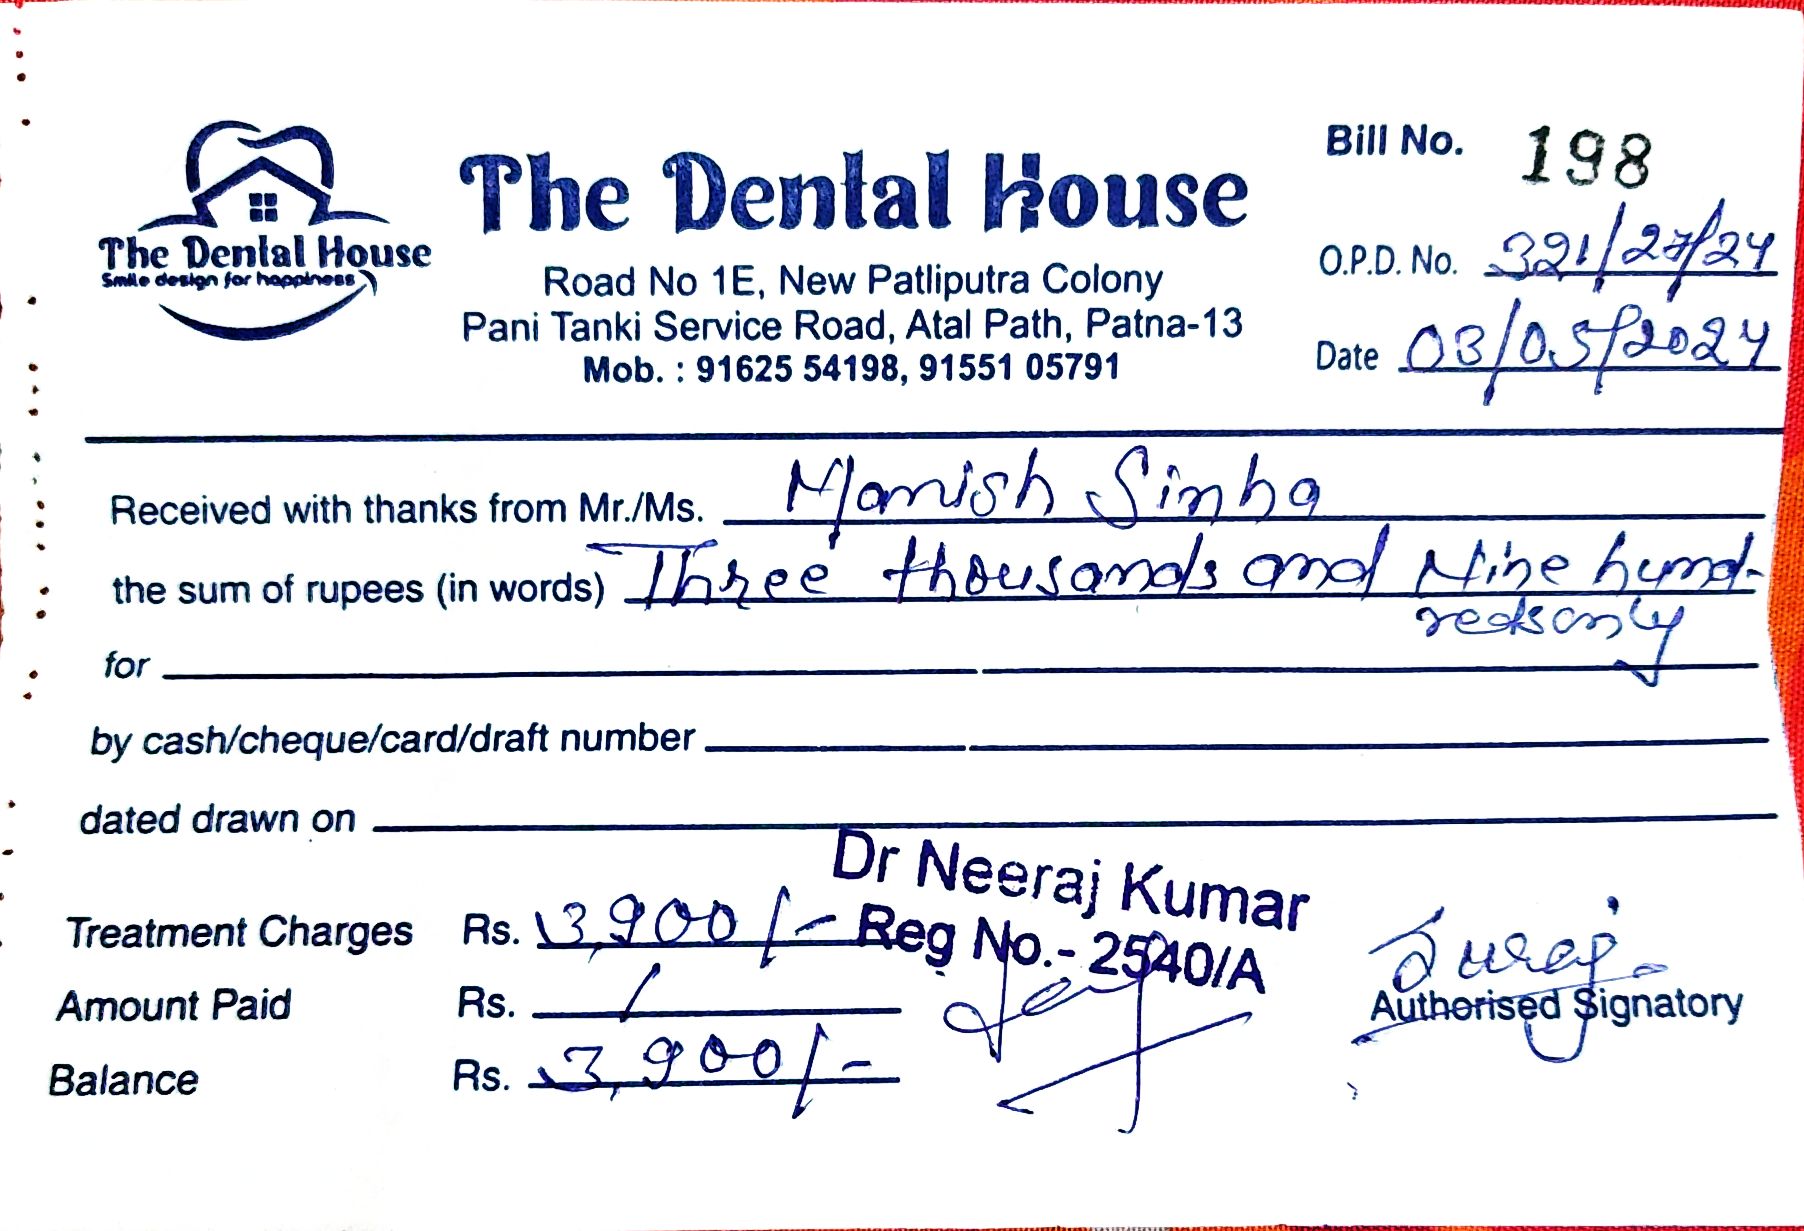 The Dental House
Smile design for happiness
The Dental House
Road No 1E, New Patliputra Colony
Pani Tanki Service Road, Atal Path, Patna-13
Mob. : 91625 54198, 91551 05791
Bill No. 198
O.P.D. No. 321/27/24
Date 03/05/2024
Received with thanks from Mr./Ms. Manish Sinha
the sum of rupees (in words) Three thousands and Nine hund-
reds only
for
by cash/cheque/card/draft number
dated drawn on
Dr Neeraj Kumar
Reg No.- 2540/A
Treatment Charges Rs. 3,900/-
Amount Paid Rs. /
Balance Rs. 3,900/-
Suraj
Authorised Signatory